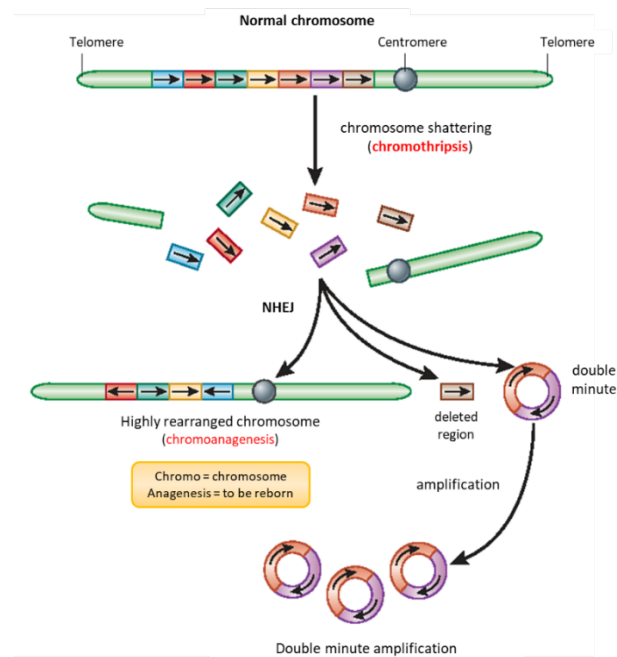 Normal chromosome
Telomere
Centromere
Telomere
chromosome shattering
(chromothripsis)
NHEJ
double
minute
Highly rearranged chromosome
(chromoanagenesis)
deleted
region
Chromo = chromosome
Anagenesis = to be reborn
amplification
Double minute amplification